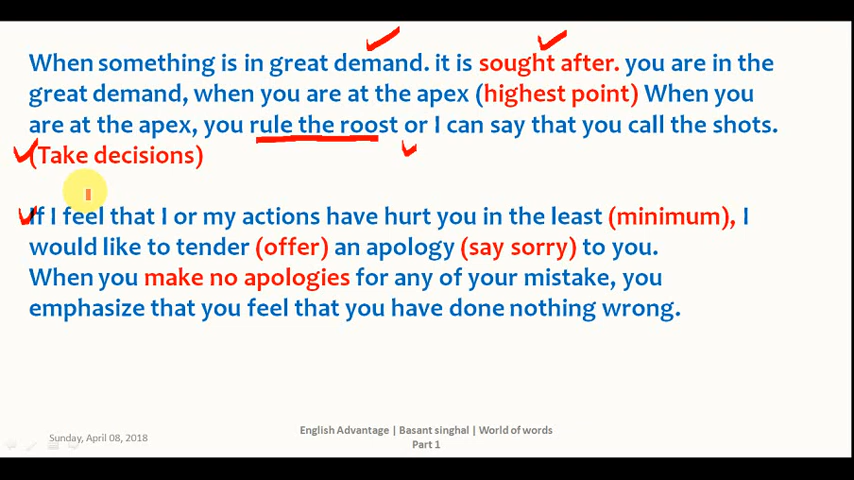 When something is in great demand. it is sought after. you are in the
great demand, when you are at the apex (highest point) When you
are at the apex, you rule the roost or I can say that you call the shots.
(Take decisions)
If I feel that I or my actions have hurt you in the least (minimum), I
would like to tender (offer) an apology (say sorry) to you.
When you make no apologies for any of your mistake, you
emphasize that you feel that you have done nothing wrong.
Sunday, April 08, 2018
English Advantage | Basant singhal | World of words
Part 1